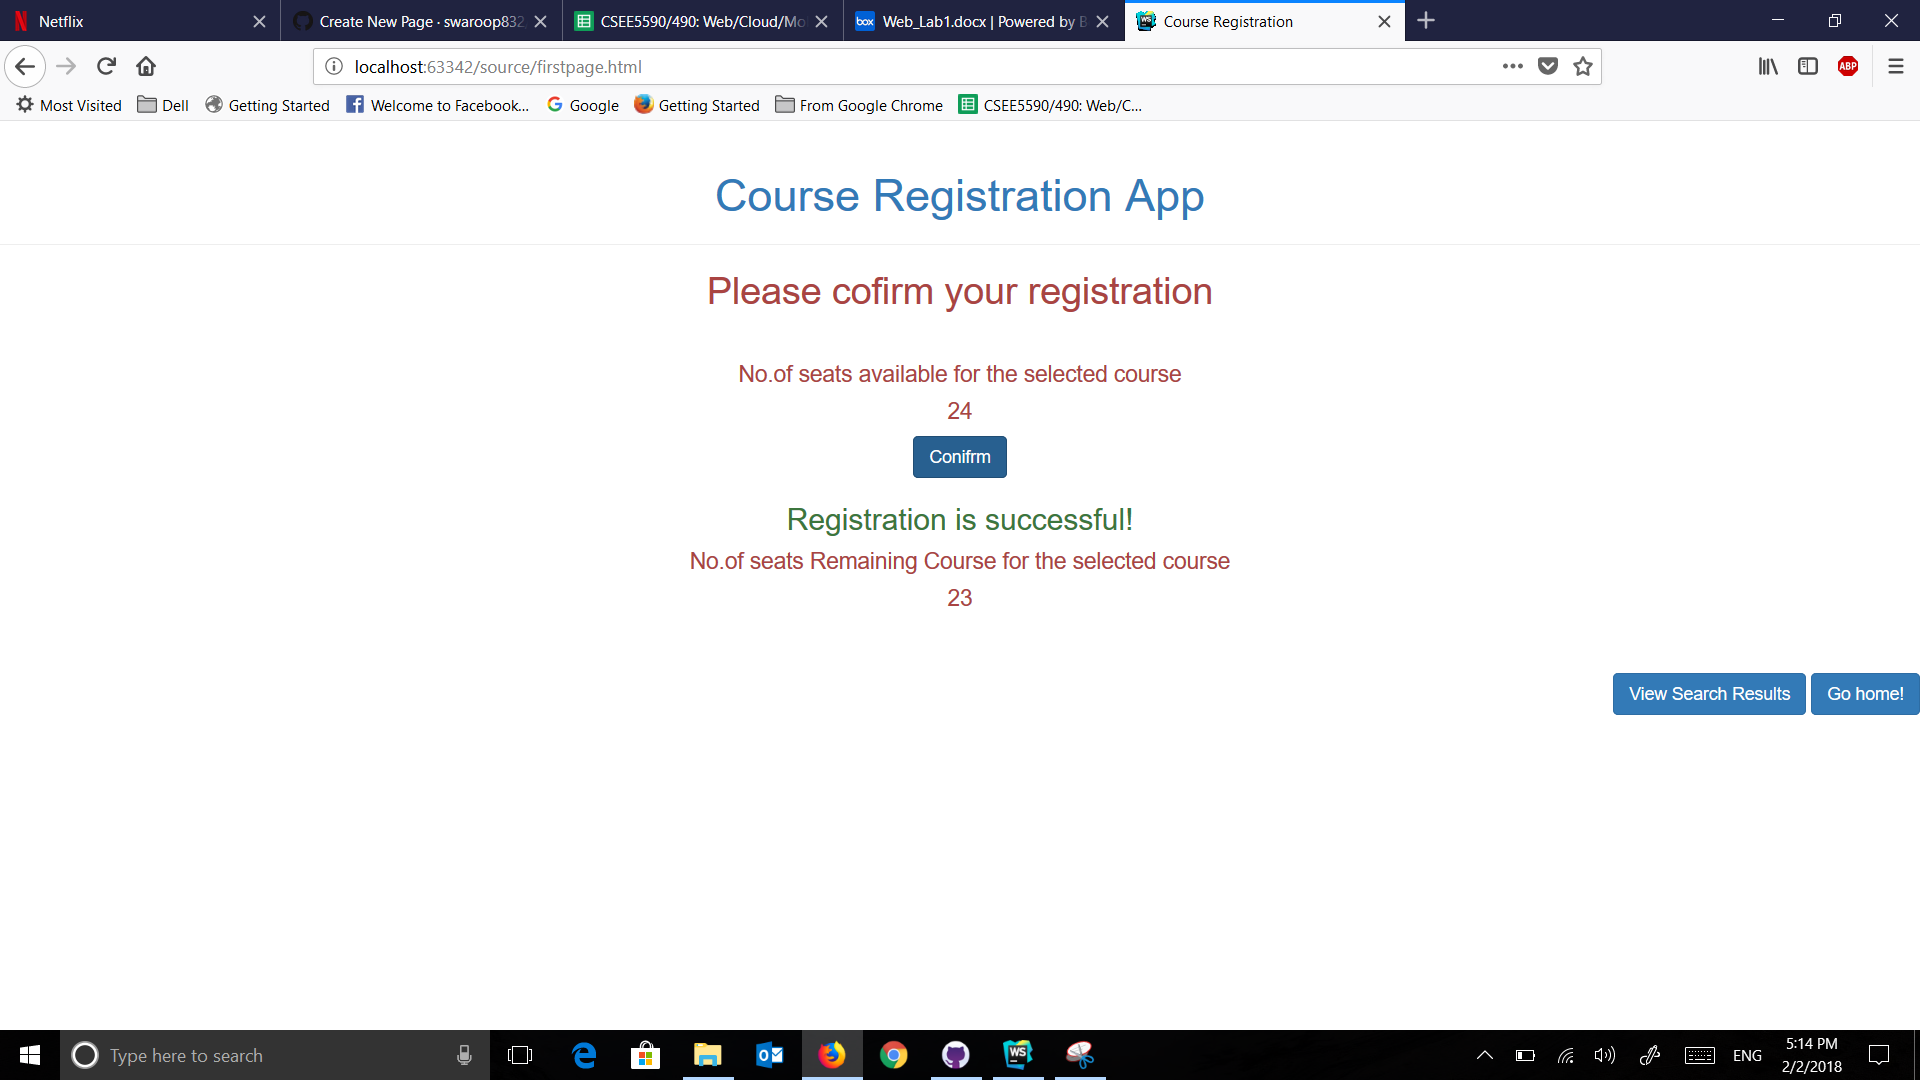 Netflix
Create New Page · swaroop832
CSEE5590/490: Web/Cloud/Mo
Web_Lab1.docx | Powered by B
Course Registration
localhost:63342/source/firstpage.html
ABP
Most Visited
Dell
Getting Started
Welcome to Facebook...
Google
Getting Started
From Google Chrome
CSEE5590/490: Web/C...
Course Registration App
Please cofirm your registration
No.of seats available for the selected course
24
Conifrm
Registration is successful!
No.of seats Remaining Course for the selected course
23
View Search Results
Go home!
Type here to search
ENG
5:14 PM
2/2/2018